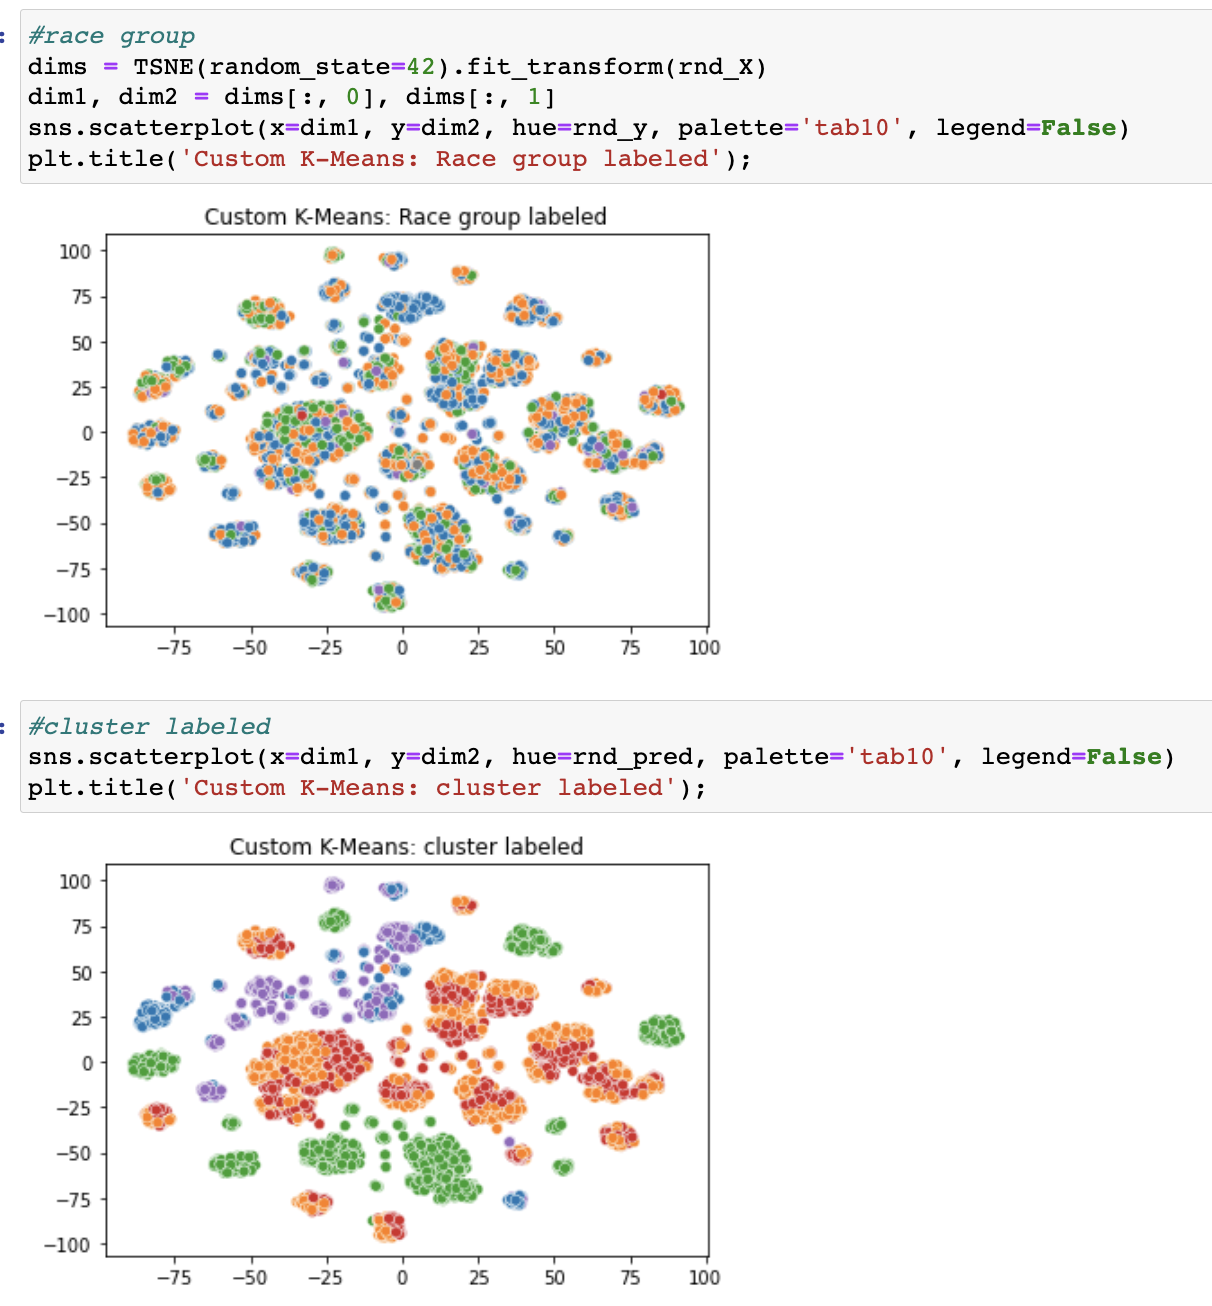 :
#race group
dims = TSNE(random_state=42).fit_transform(rnd_X)
dim1, dim2 = dims[:, 0], dims[:, 1]
sns.scatterplot(x=dim1, y=dim2, hue=rnd_y, palette='tab10', legend=False)
plt.title('Custom K-Means: Race group labeled');
Custom K-Means: Race group labeled
100
75
50
25
0
−25
−50
−75
−100
−75 −50 −25 0 25 50 75 100
:
#cluster labeled
sns.scatterplot(x=dim1, y=dim2, hue=rnd_pred, palette='tab10', legend=False)
plt.title('Custom K-Means: cluster labeled');
Custom K-Means: cluster labeled
100
75
50
25
0
−25
−50
−75
−100
−75 −50 −25 0 25 50 75 100